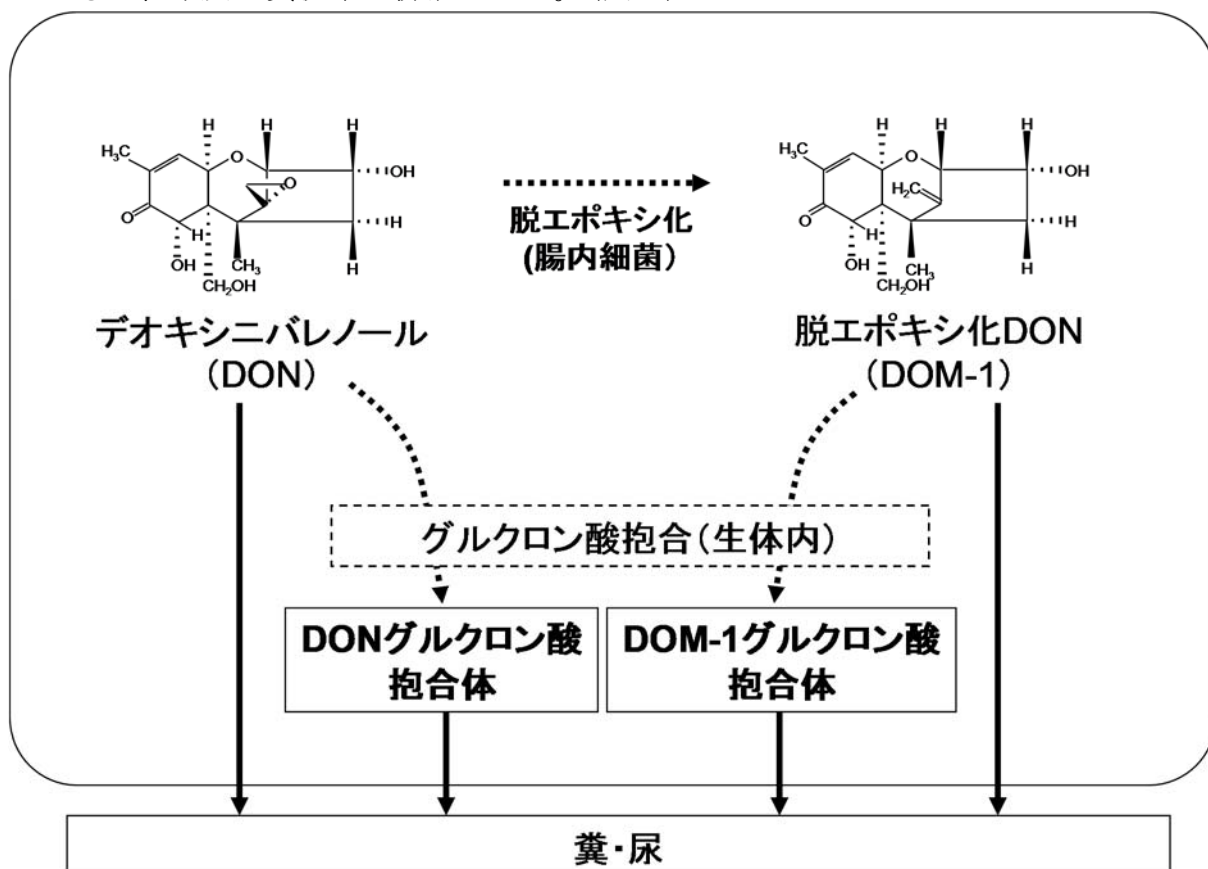 H
H
H
H₃C
O
O
OH
O
H
H
OH
CH₃
H
CH₂OH
脱エポキシ化
(腸内細菌)
H
H
H
H₃C
O
OH
H₂C
O
H
H
OH
CH₃
H
CH₂OH
デオキシニバレノール
(DON)
脱エポキシ化DON
(DOM-1)
グルクロン酸抱合(生体内)
DONグルクロン酸
抱合体
DOM-1グルクロン酸
抱合体
糞・尿